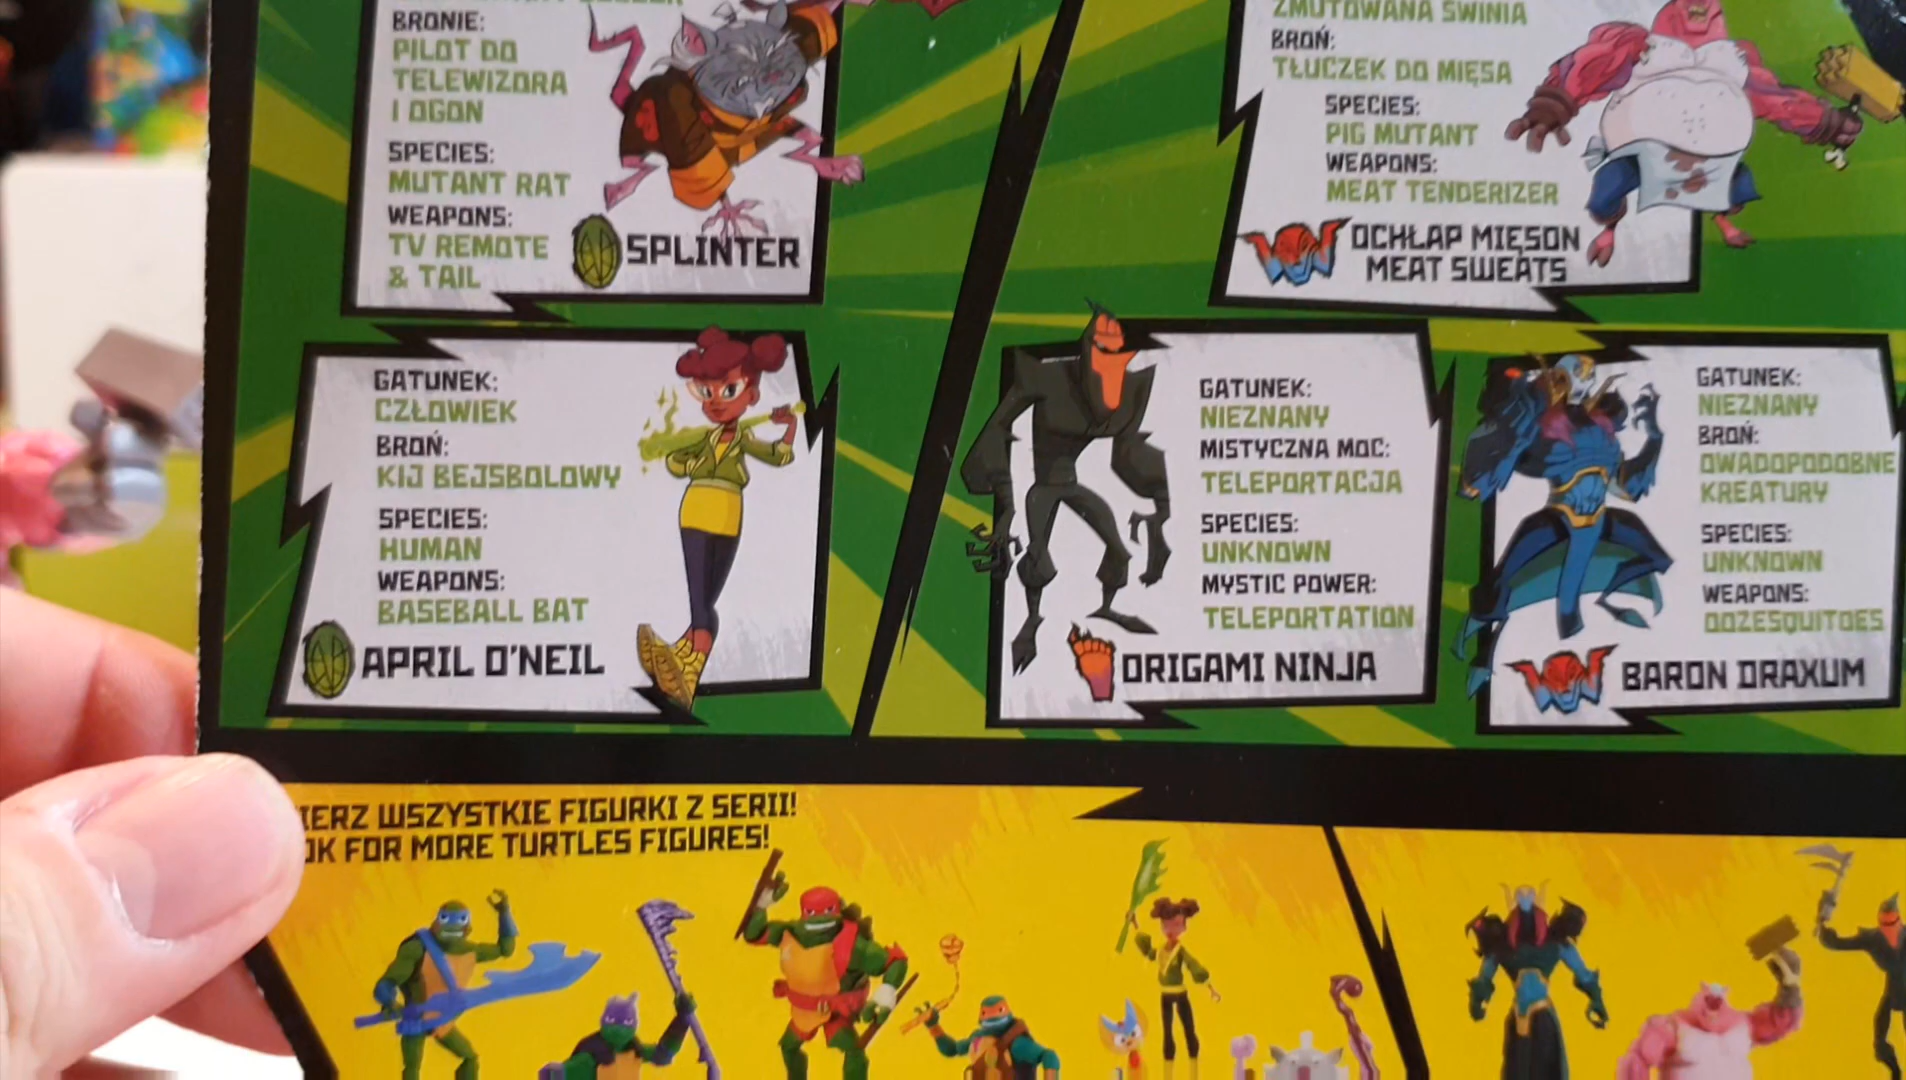 BRONIE:
PILOT DO
TELEWIZORA
I OGON
SPECIES:
MUTANT RAT
WEAPONS:
TV REMOTE
& TAIL
SPLINTER
ZMUTOWANA ŚWINIA
BROŃ:
TŁUCZEK DO MIĘSA
SPECIES:
PIG MUTANT
WEAPONS:
MEAT TENDERIZER
OCHŁAP MIĘSON
MEAT SWEATS
GATUNEK:
CZŁOWIEK
BROŃ:
KIJ BEJSBOLOWY
SPECIES:
HUMAN
WEAPONS:
BASEBALL BAT
APRIL O'NEIL
GATUNEK:
NIEZNANY
MISTYCZNA MOC:
TELEPORTACJA
SPECIES:
UNKNOWN
MYSTIC POWER:
TELEPORTATION
ORIGAMI NINJA
GATUNEK:
NIEZNANY
BROŃ:
OWADOPODOBNE
KREATURY
SPECIES:
UNKNOWN
WEAPONS:
OOZESQUITOES
BARON DRAXUM
WSZYSTKIE FIGURKI Z SERII!
FOR MORE TURTLES FIGURES!